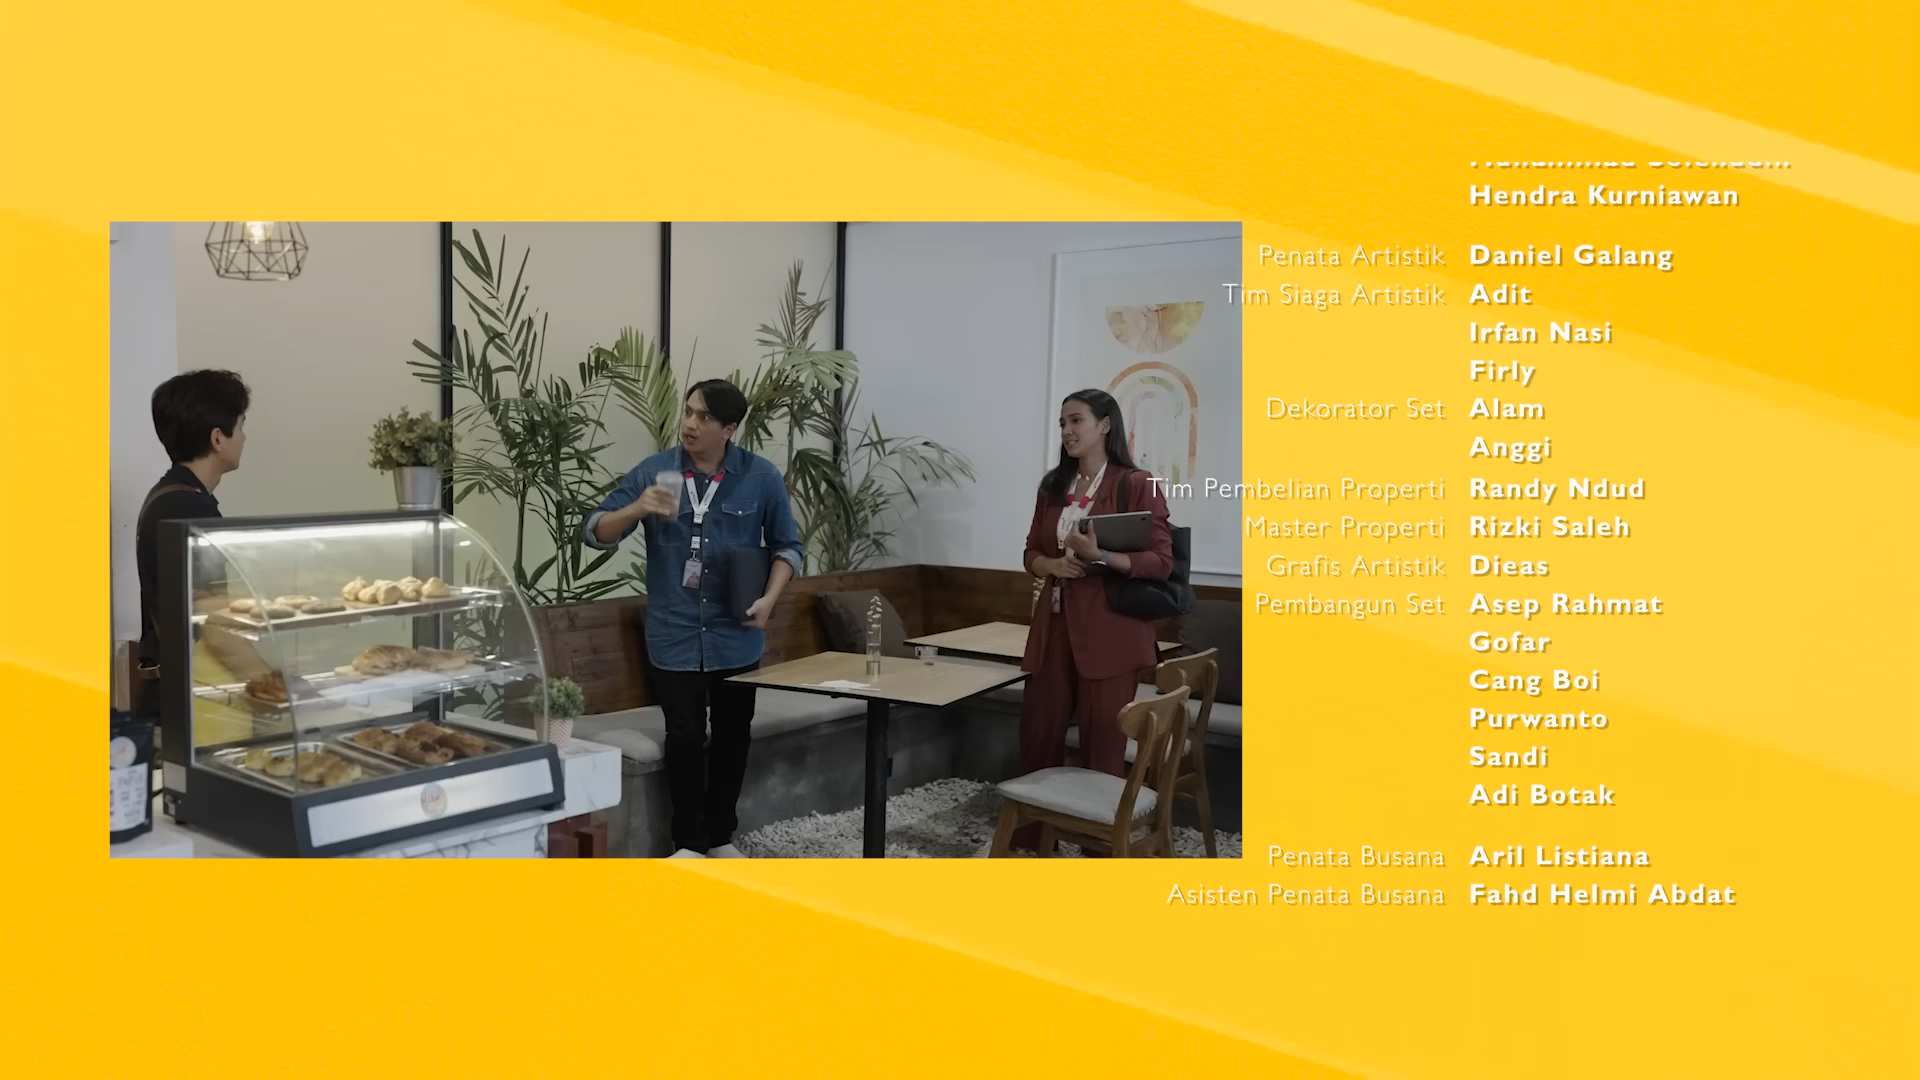 Hendra Kurniawan
Penata Artistik Daniel Galang
Tim Siaga Artistik Adit
Irfan Nasi
Firly
Dekorator Set Alam
Anggi
Tim Pembelian Properti Randy Ndud
Master Properti Rizki Saleh
Grafis Artistik Dieas
Pembangun Set Asep Rahmat
Gofar
Cang Boi
Purwanto
Sandi
Adi Botak
Penata Busana Aril Listiana
Asisten Penata Busana Fahd Helmi Abdat